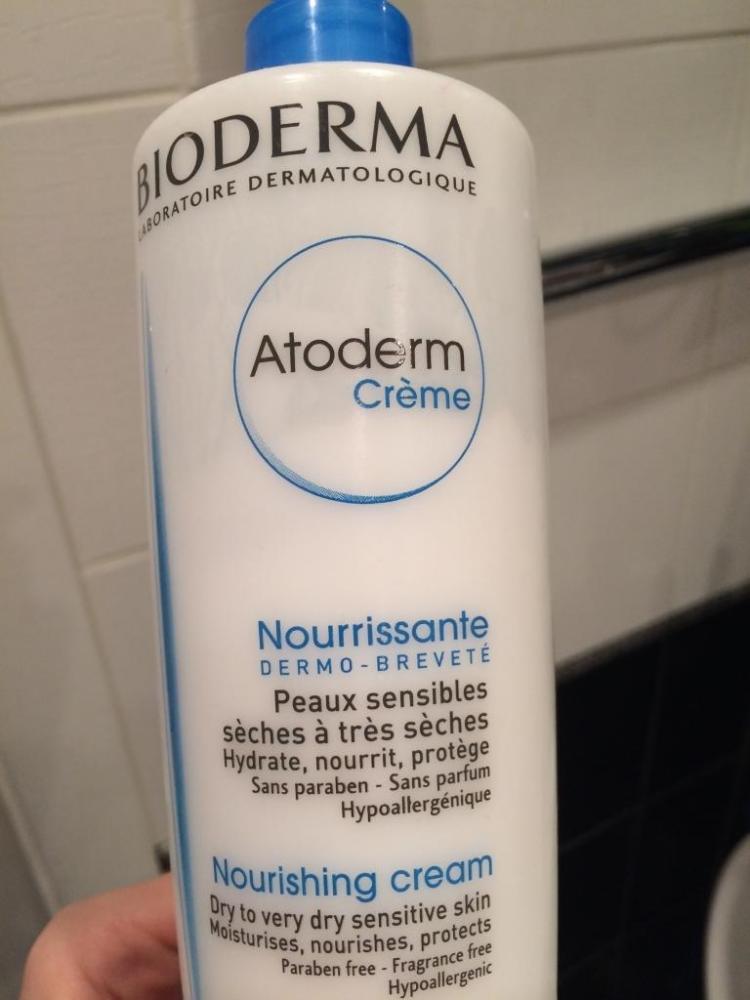 BIODERMA
LABORATOIRE DERMATOLOGIQUE
Atoderm
Crème
Nourrissante
DERMO-BREVETÉ
Peaux sensibles
sèches à très sèches
Hydrate, nourrit, protège
Sans paraben - Sans parfum
Hypoallergénique
Nourishing cream
Dry to very dry sensitive skin
Moisturises, nourishes, protects
Paraben free - Fragrance free
Hypoallergenic